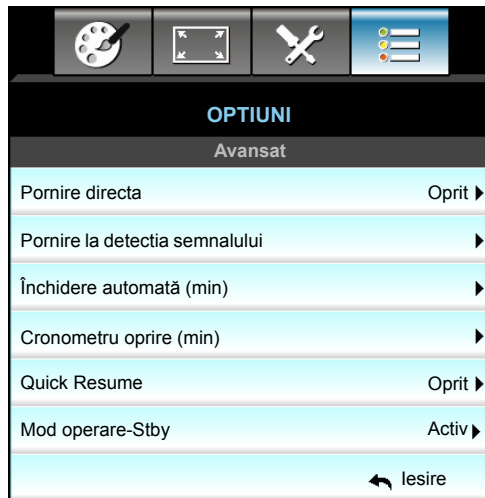 OPTIUNI
Avansat
Pornire directa Oprit
Pornire la detectia semnalului
Închidere automată (min)
Cronometru oprire (min)
Quick Resume Oprit
Mod operare-Stby Activ
Iesire